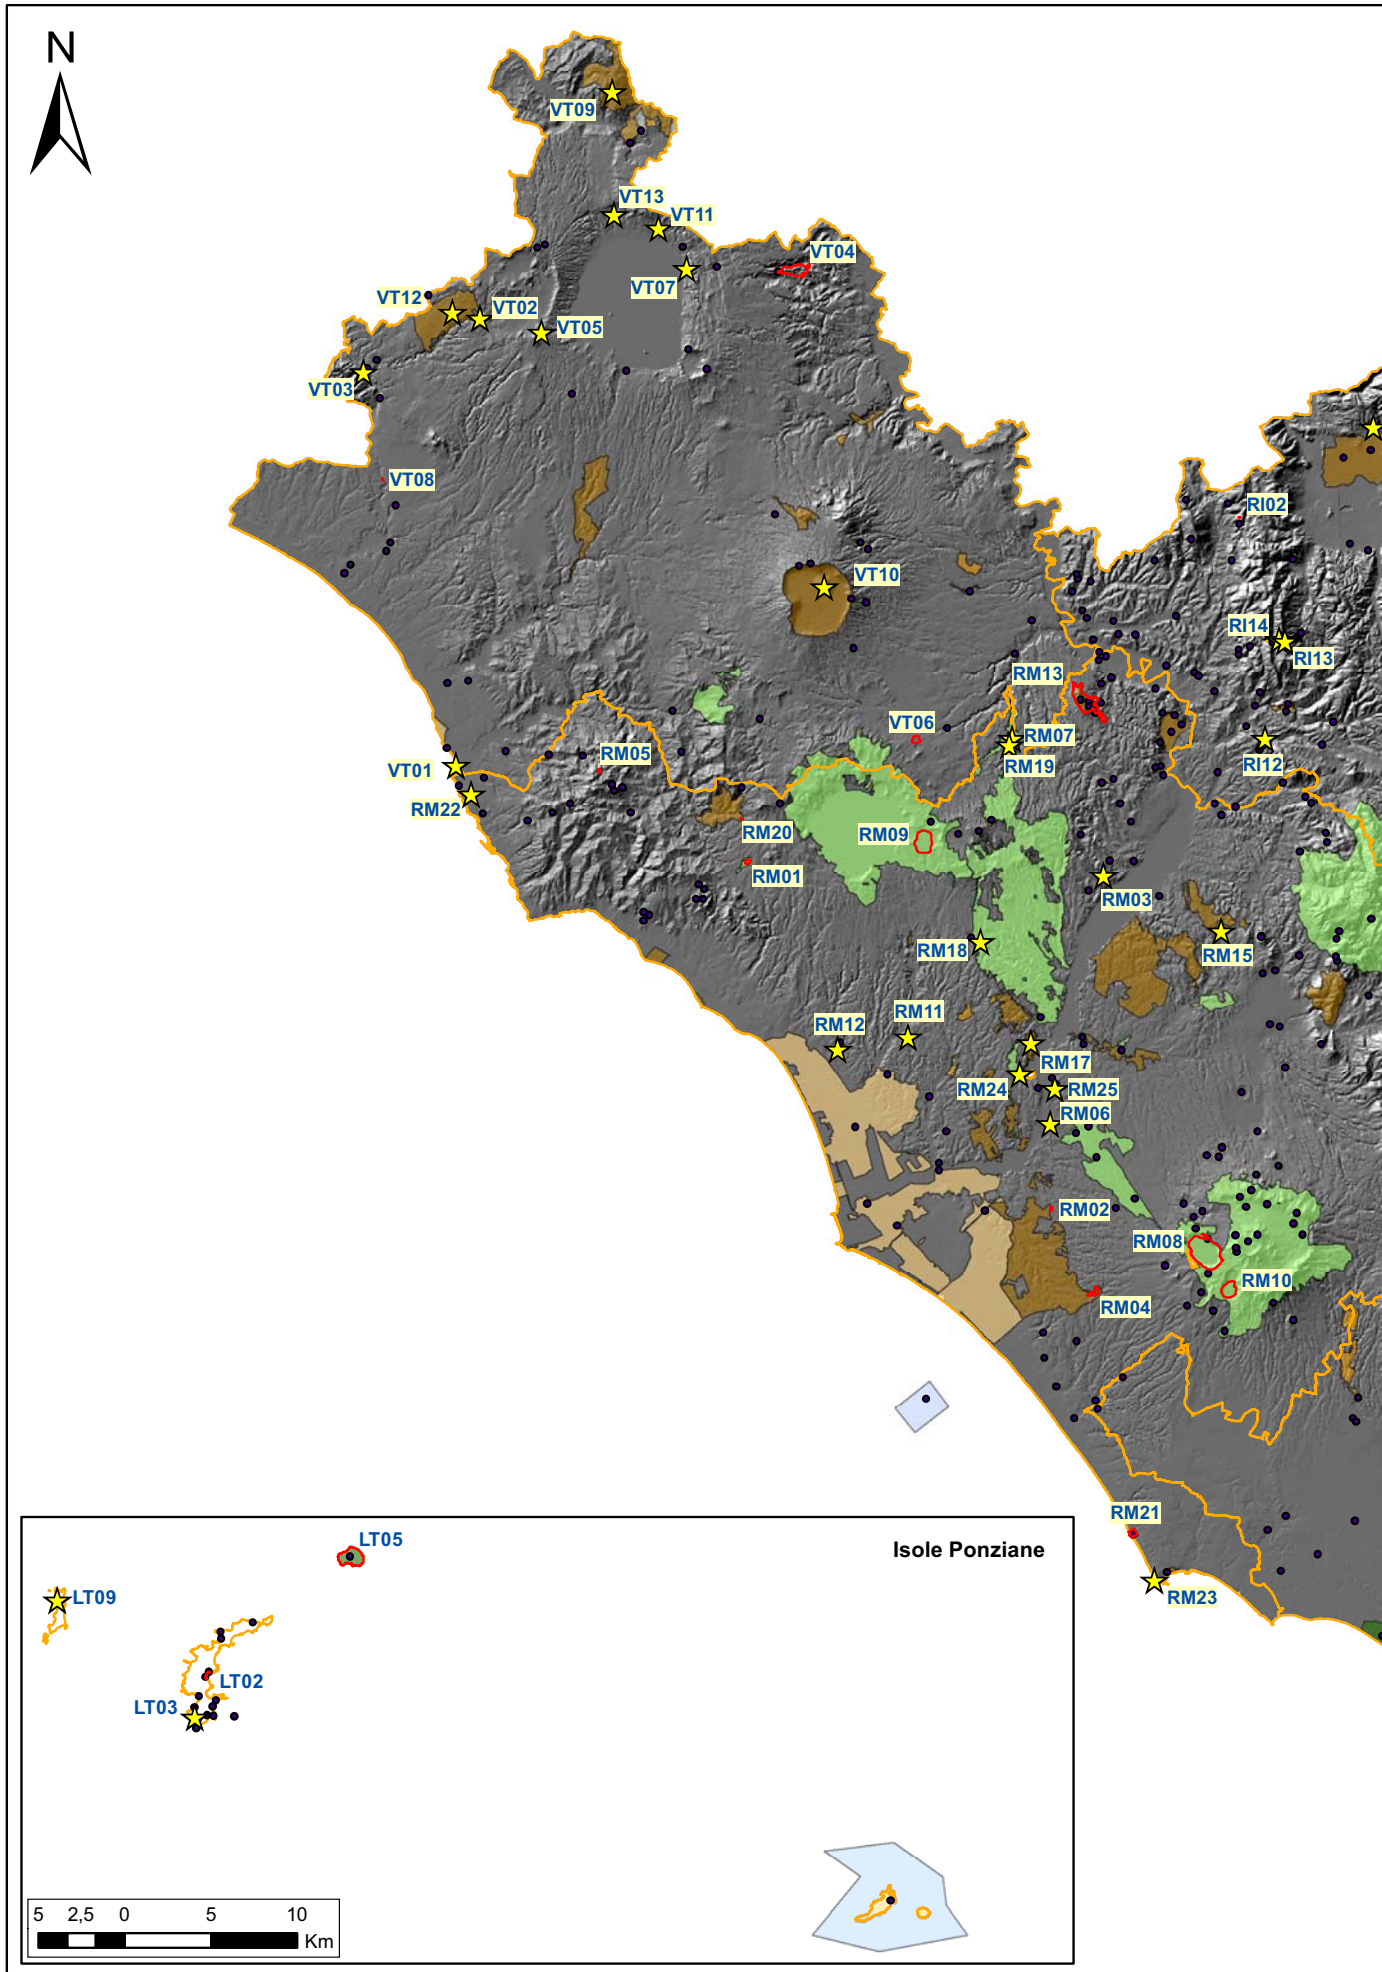 N
VT09
VT13
VT11
VT04
VT07
VT12
VT02
VT05
VT03
VT08
RI02
VT10
RI14
RI13
RM13
VT06
RM07
RM05
RI12
RM19
VT01
RM22
RM20
RM09
RM01
RM03
RM18
RM15
RM11
RM12
RM17
RM24
RM25
RM06
RM02
RM08
RM10
RM04
RM21
RM23
Isole Ponziane
LT05
LT09
LT02
LT03
5 2,5 0 5 10
Km